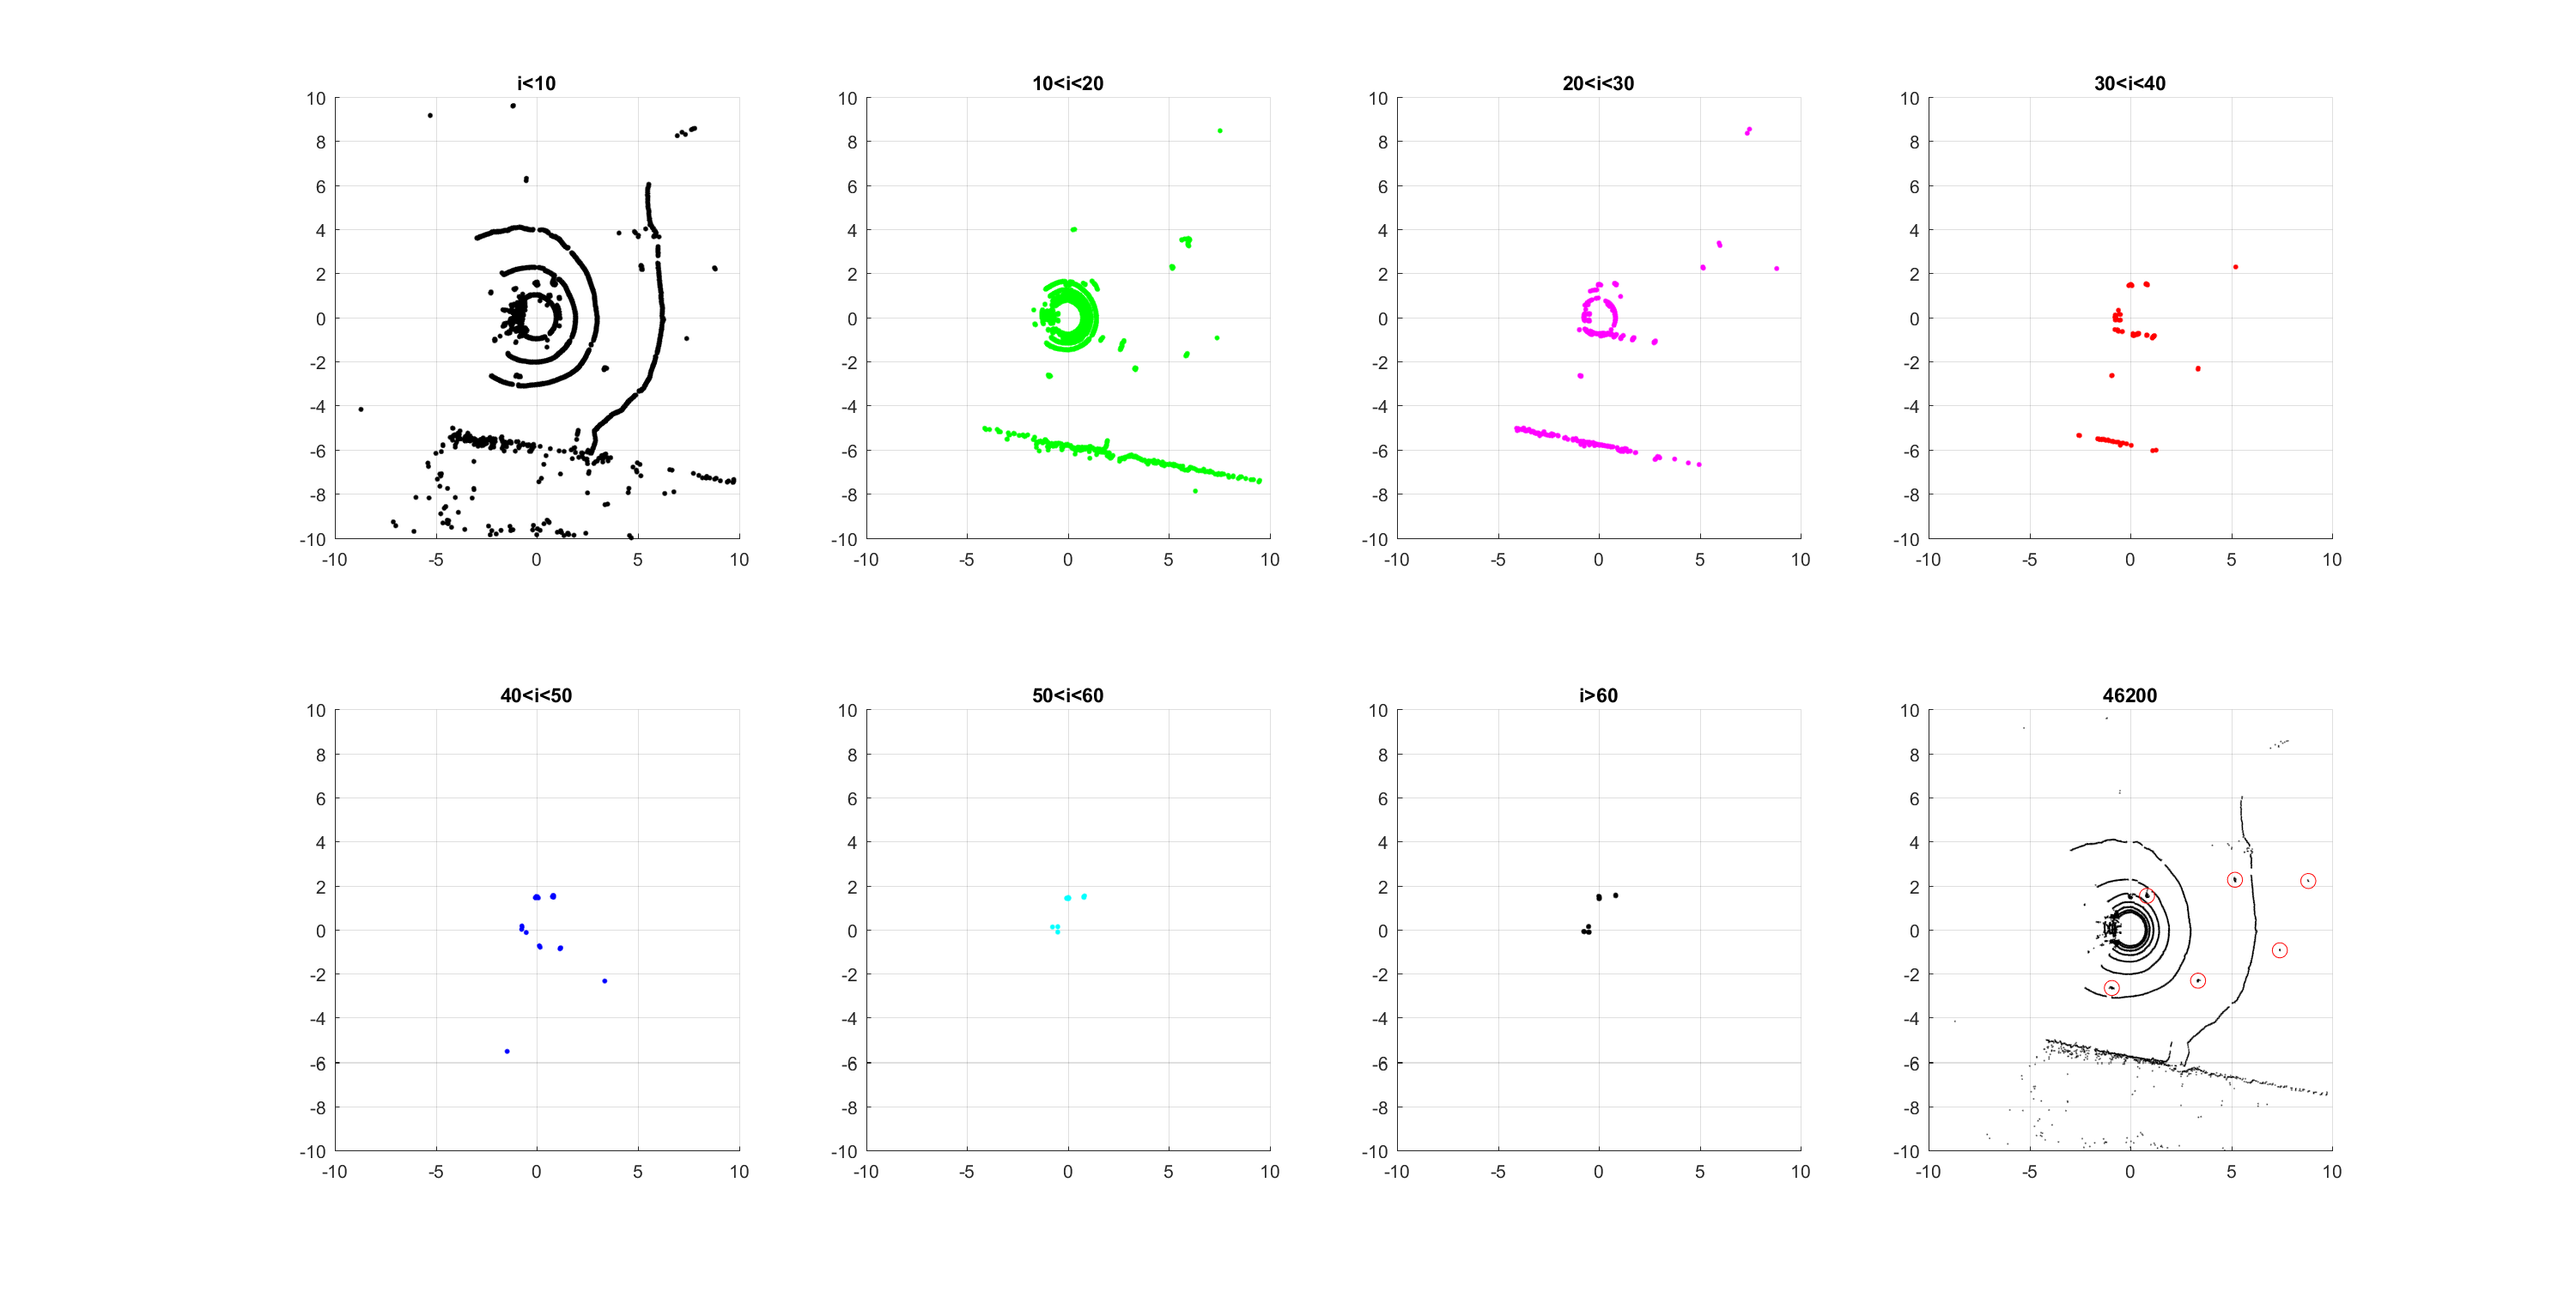 i<10
10<i<20
20<i<30
30<i<40
10 10 10 10
8 8 8 8
6 6 6 6
4 4 4 4
2 2 2 2
0 0 0 0
-2 -2 -2 -2
-4 -4 -4 -4
-6 -6 -6 -6
-8 -8 -8 -8
-10 -10 -10 -10
-10 -5 0 5 10 -10 -5 0 5 10 -10 -5 0 5 10 -10 -5 0 5 10
40<i<50
50<i<60
i>60
46200
10 10 10 10
8 8 8 8
6 6 6 6
4 4 4 4
2 2 2 2
0 0 0 0
-2 -2 -2 -2
-4 -4 -4 -4
-6 -6 -6 -6
-8 -8 -8 -8
-10 -10 -10 -10
-10 -5 0 5 10 -10 -5 0 5 10 -10 -5 0 5 10 -10 -5 0 5 10